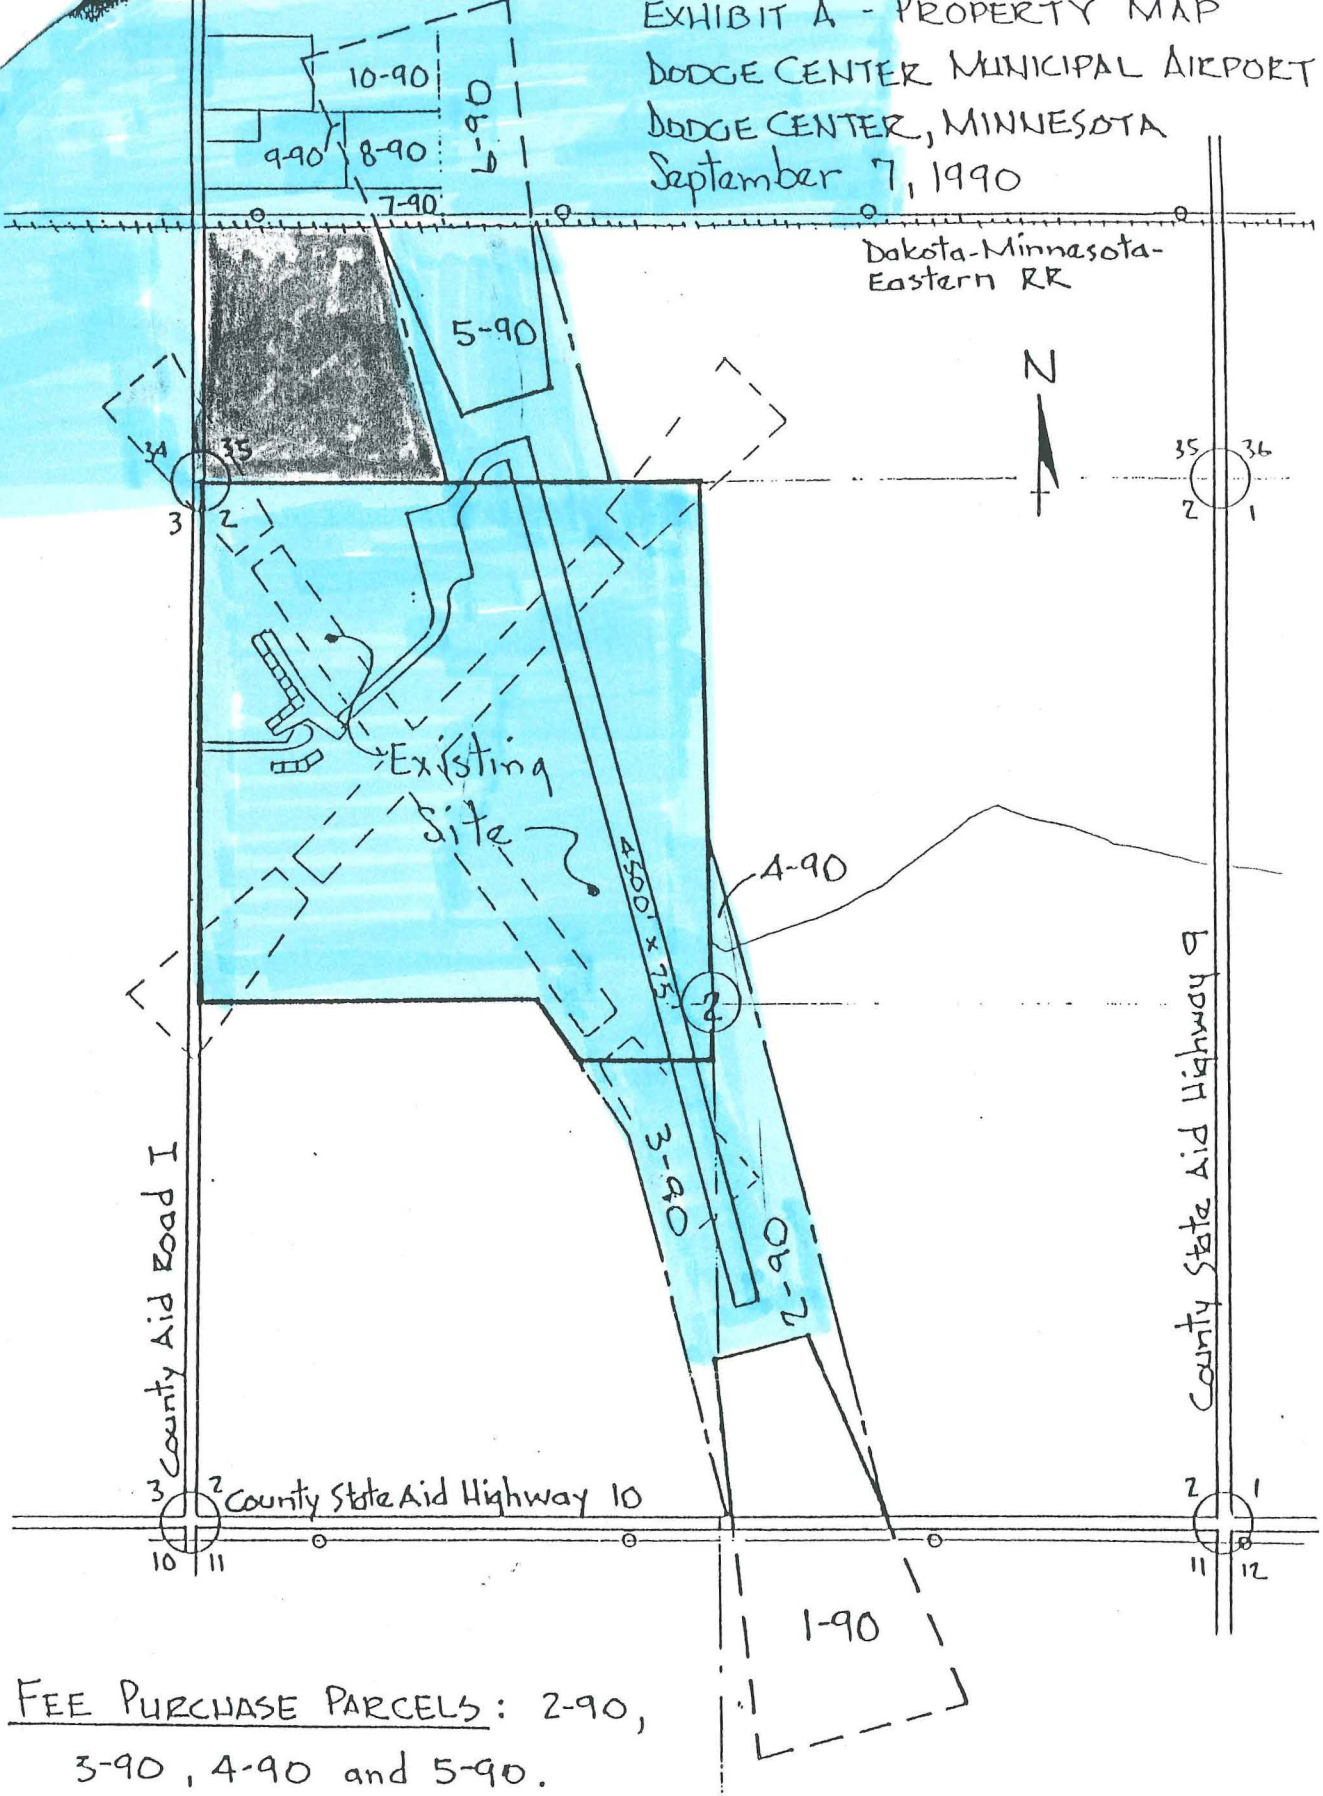 EXHIBIT A - PROPERTY MAP
DODGE CENTER MUNICIPAL AIRPORT
DODGE CENTER, MINNESOTA
September 7, 1990
10-90
6-90
9-90
8-90
7-90
Dakota-Minnesota-
Eastern RR
5-90
N
34 35
3 2
35 36
2 1
Existing
Site
4500' x 75'
4-90
2
3-90
2-90
County Aid Road I
County State Aid Highway 9
3 2
10 11
County State Aid Highway 10
2 1
11 12
1-90
FEE PURCHASE PARCELS: 2-90,
3-90, 4-90 and 5-90.